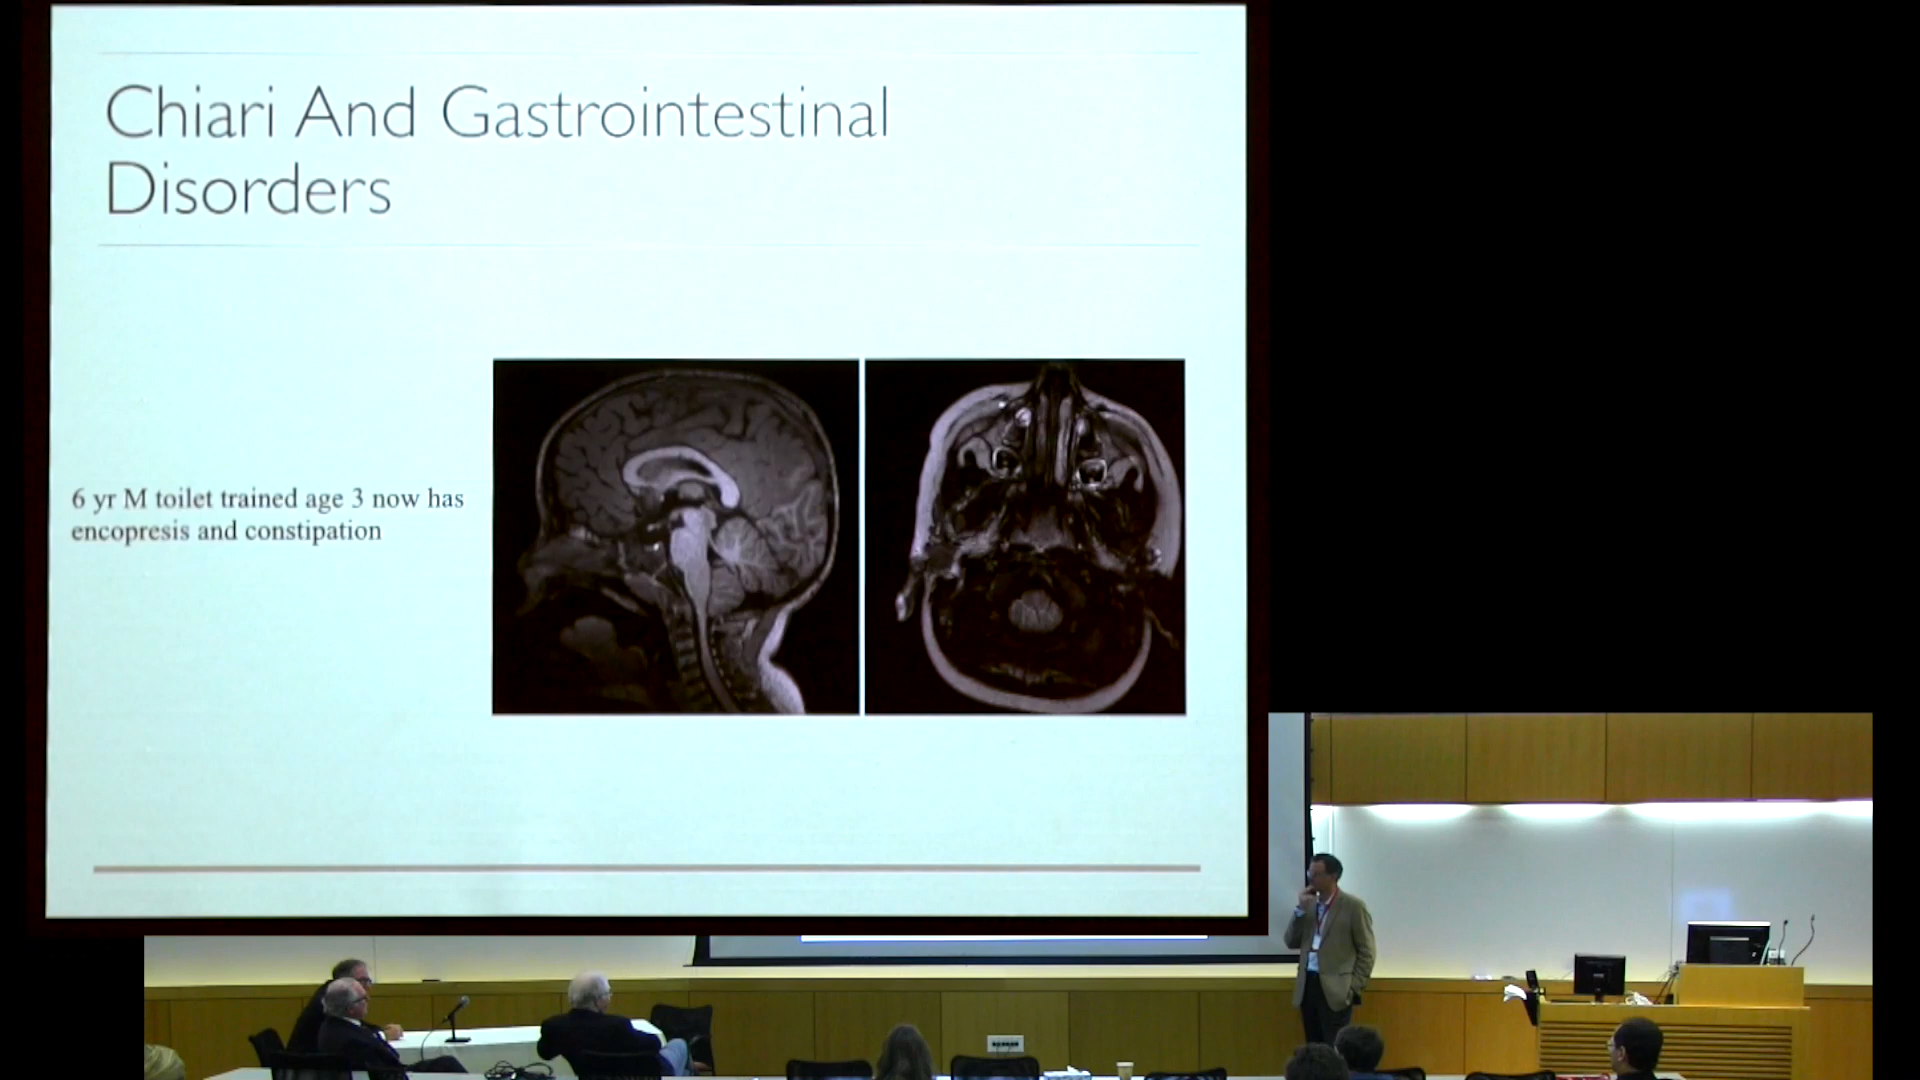 Chiari And Gastrointestinal
Disorders
6 yr M toilet trained age 3 now has
encopresis and constipation